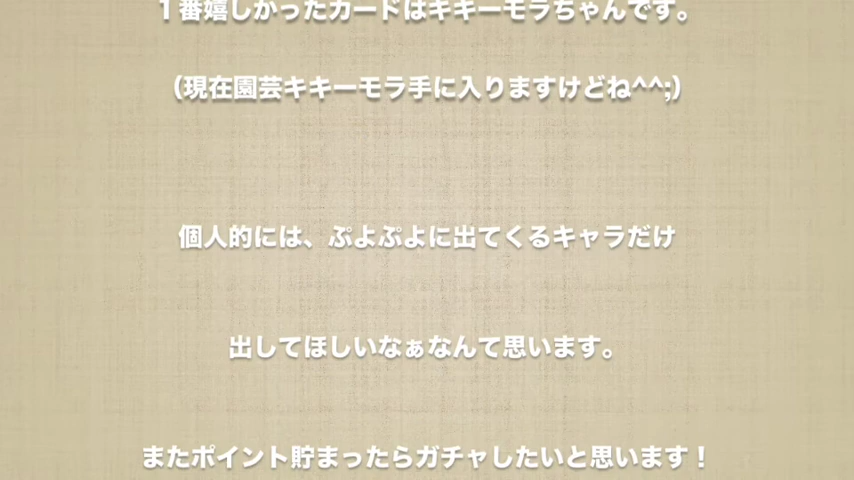 １番嬉しかったカードはキキーモラちゃんです。
（現在園芸キキーモラ手に入りますけどね^^;）
個人的には、ぷよぷよに出てくるキャラだけ
出してほしいなぁなんて思います。
またポイント貯まったらガチャしたいと思います！